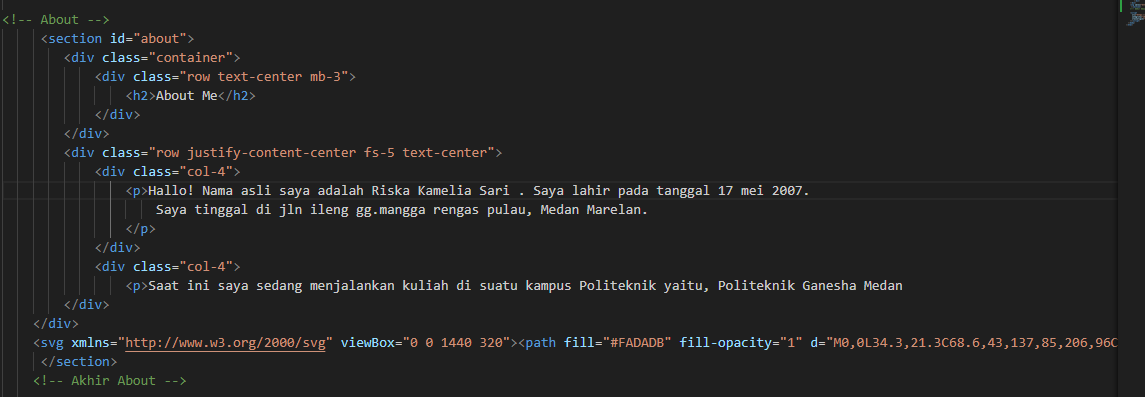 <!-- About -->
<section id="about">
<div class="container">
<div class="row text-center mb-3">
<h2>About Me</h2>
</div>
</div>
<div class="row justify-content-center fs-5 text-center">
<div class="col-4">
<p>Hallo! Nama asli saya adalah Riska Kamelia Sari . Saya lahir pada tanggal 17 mei 2007.
Saya tinggal di jln ileng gg.mangga rengas pulau, Medan Marelan.
</p>
</div>
<div class="col-4">
<p>Saat ini saya sedang menjalankan kuliah di suatu kampus Politeknik yaitu, Politeknik Ganesha Medan
</div>
</div>
<svg xmlns="http://www.w3.org/2000/svg" viewBox="0 0 1440 320"><path fill="#FADADB" fill-opacity="1" d="M0,0L34.3,21.3C68.6,43,137,85,206,96C
</section>
<!-- Akhir About -->